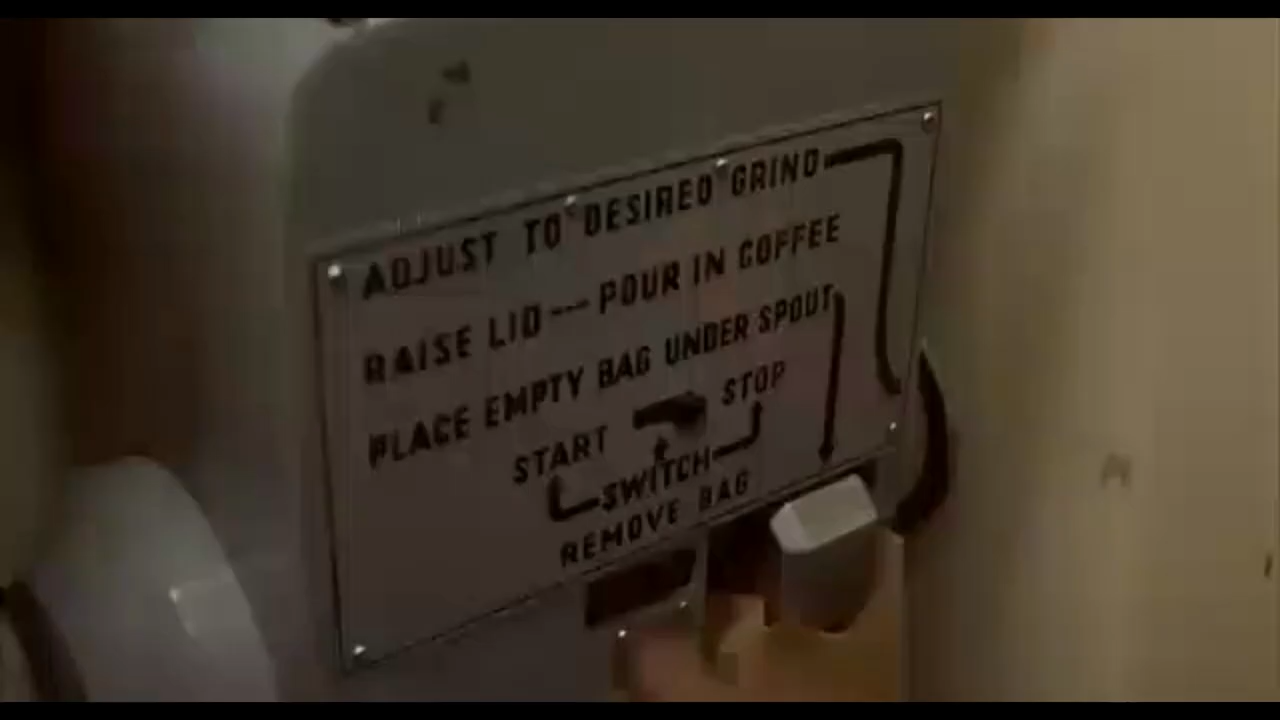 ADJUST TO DESIRED GRIND
RAISE LID --- POUR IN COFFEE
PLACE EMPTY BAG UNDER SPOUT
START STOP
SWITCH
REMOVE BAG